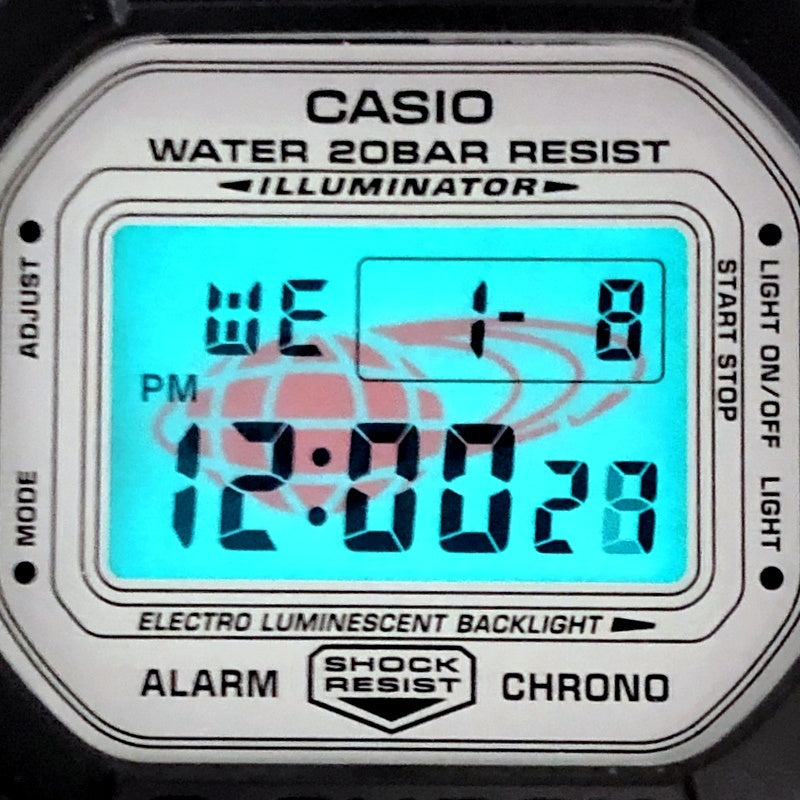 CASIO
WATER 20BAR RESIST
ILLUMINATOR
ADJUST
MODE
WE 1- 8
PM
12:00
START STOP
LIGHT ON/OFF
LIGHT
ELECTRO LUMINESCENT BACKLIGHT
ALARM
SHOCK
RESIST
CHRONO